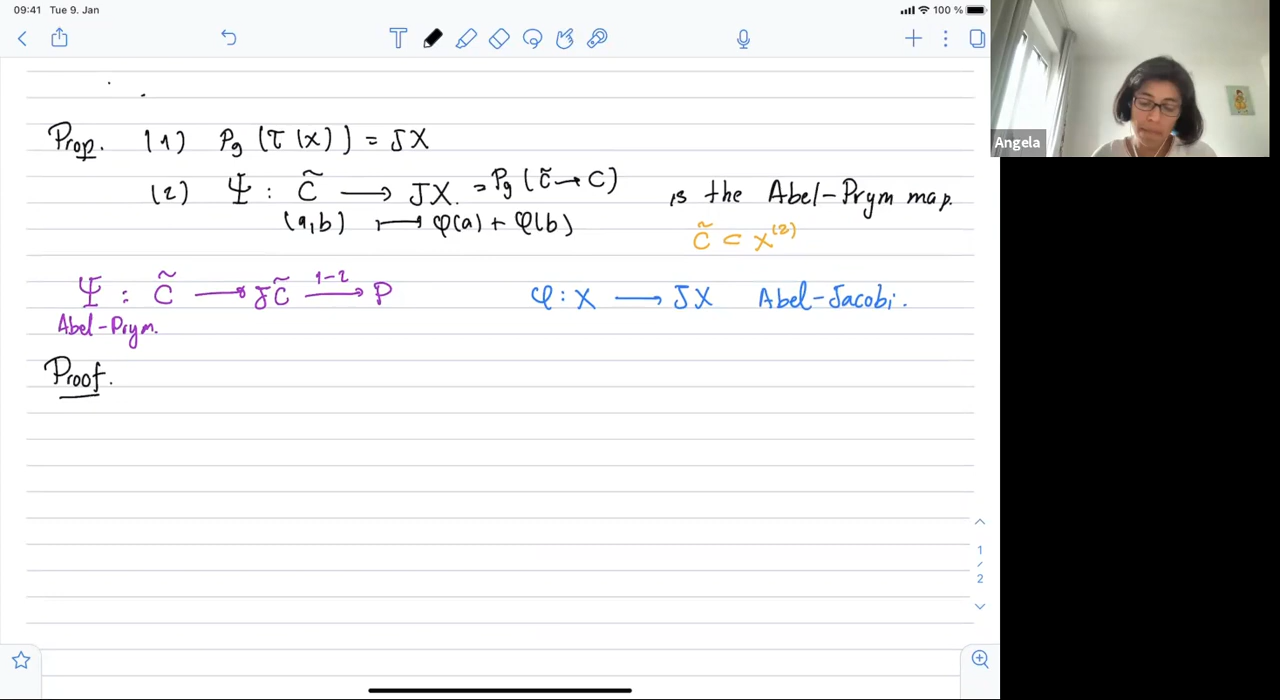 09:41 Tue 9. Jan
100 %
Prop. (1) Pg (τ(X)) = JX
(2) Ψ : C̃ → JX. = Pg (C̃ → C) is the Abel-Prym map.
(a,b) ↦ φ(a) + φ(b)
C̃ ⊂ X⁽²⁾
Ψ : C̃ → JC̃ →^{1-2} P
φ : X → JX Abel-Jacobi.
Abel-Prym.
Proof.
Angela
1
/
2